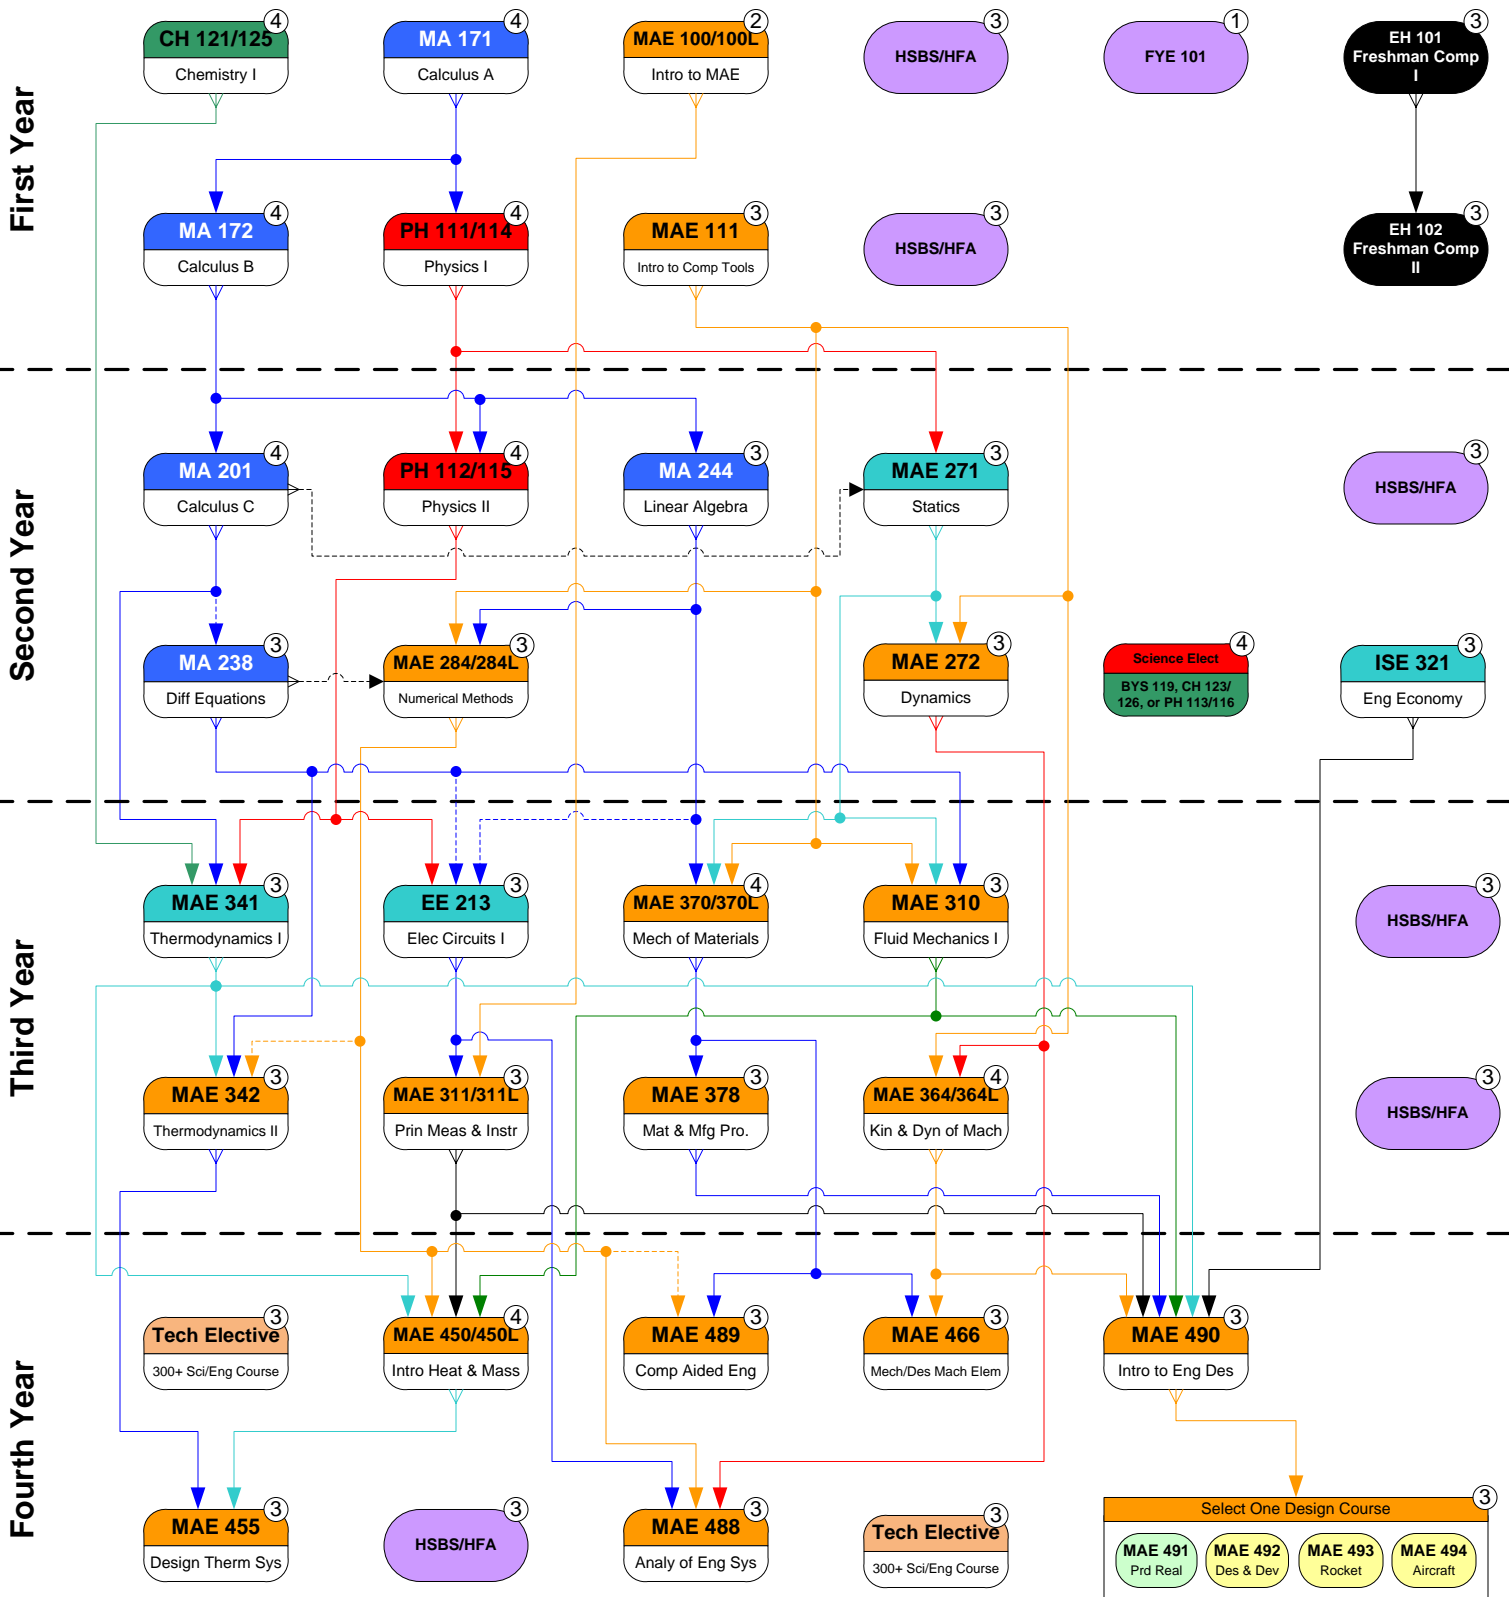 First Year
4
CH 121/125
Chemistry I
4
MA 171
Calculus A
2
MAE 100/100L
Intro to MAE
3
HSBS/HFA
1
FYE 101
3
EH 101
Freshman Comp
I
4
MA 172
Calculus B
4
PH 111/114
Physics I
3
MAE 111
Intro to Comp Tools
3
HSBS/HFA
3
EH 102
Freshman Comp
II
Second Year
4
MA 201
Calculus C
4
PH 112/115
Physics II
3
MA 244
Linear Algebra
3
MAE 271
Statics
3
HSBS/HFA
3
MA 238
Diff Equations
3
MAE 284/284L
Numerical Methods
3
MAE 272
Dynamics
4
Science Elect
BYS 119, CH 123/
126, or PH 113/116
3
ISE 321
Eng Economy
Third Year
3
MAE 341
Thermodynamics I
3
EE 213
Elec Circuits I
4
MAE 370/370L
Mech of Materials
3
MAE 310
Fluid Mechanics I
3
HSBS/HFA
3
MAE 342
Thermodynamics II
3
MAE 311/311L
Prin Meas & Instr
3
MAE 378
Mat & Mfg Pro.
4
MAE 364/364L
Kin & Dyn of Mach
3
HSBS/HFA
Fourth Year
3
Tech Elective
300+ Sci/Eng Course
4
MAE 450/450L
Intro Heat & Mass
3
MAE 489
Comp Aided Eng
3
MAE 466
Mech/Des Mach Elem
3
MAE 490
Intro to Eng Des
3
MAE 455
Design Therm Sys
3
HSBS/HFA
3
MAE 488
Analy of Eng Sys
3
Tech Elective
300+ Sci/Eng Course
3
Select One Design Course
MAE 491
Prd Real
MAE 492
Des & Dev
MAE 493
Rocket
MAE 494
Aircraft